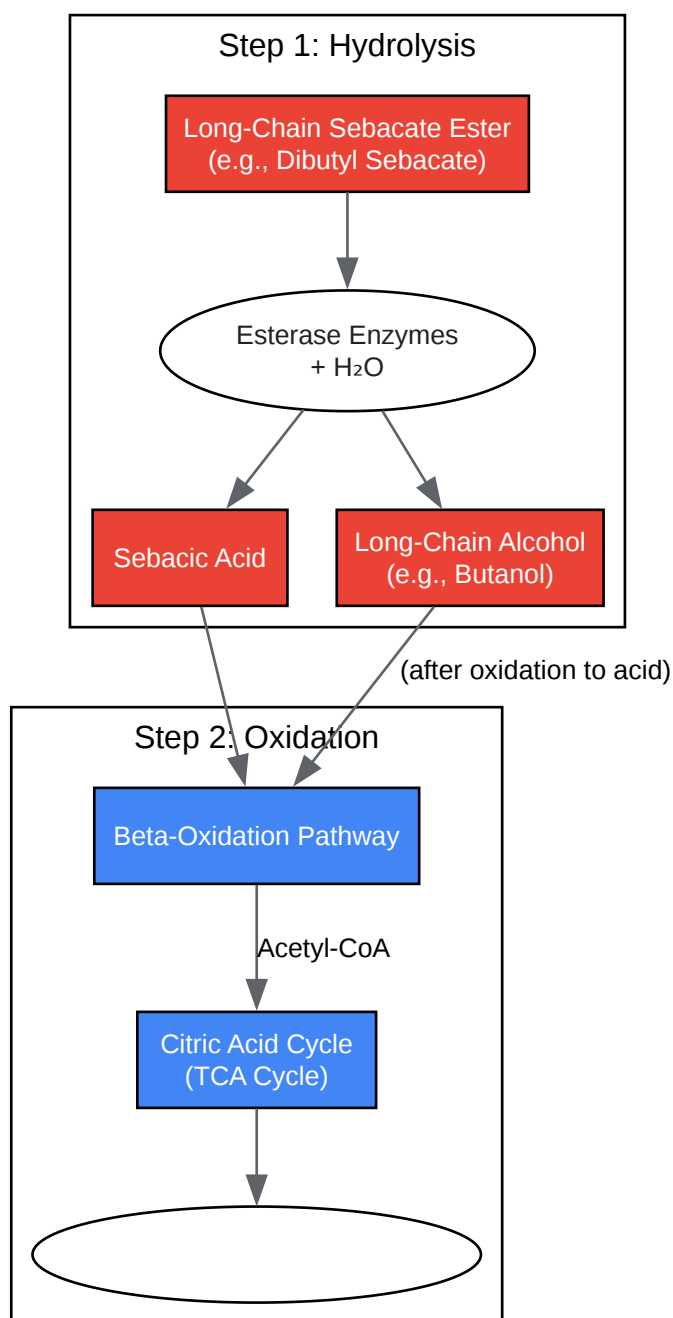 Step 1: Hydrolysis
Long-Chain Sebacate Ester
(e.g., Dibutyl Sebacate)
Esterase Enzymes
+ H₂O
Sebacic Acid
Long-Chain Alcohol
(e.g., Butanol)
(after oxidation to acid)
Step 2: Oxidation
Beta-Oxidation Pathway
Acetyl-CoA
Citric Acid Cycle
(TCA Cycle)